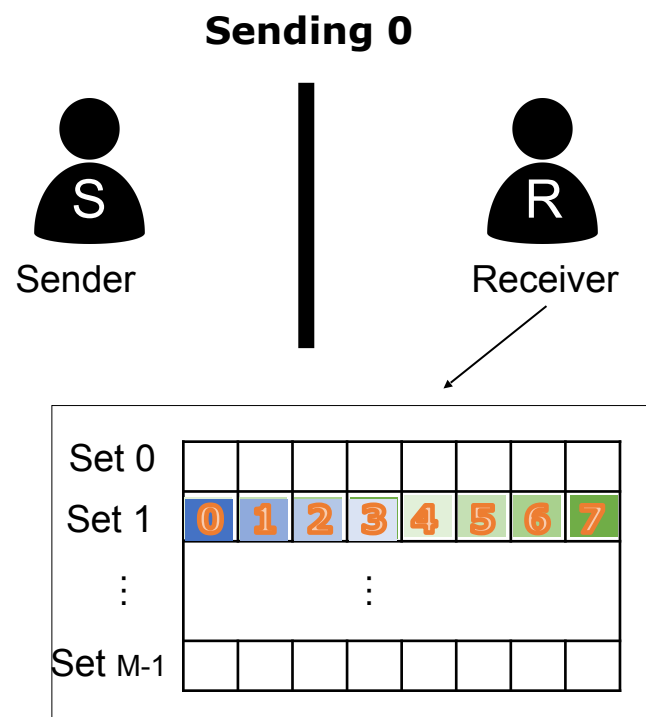 Sending 0
S R
Sender Receiver
Set 0
Set 1 0 1 2 3 4 5 6 7
⋮ ⋮
Set M-1